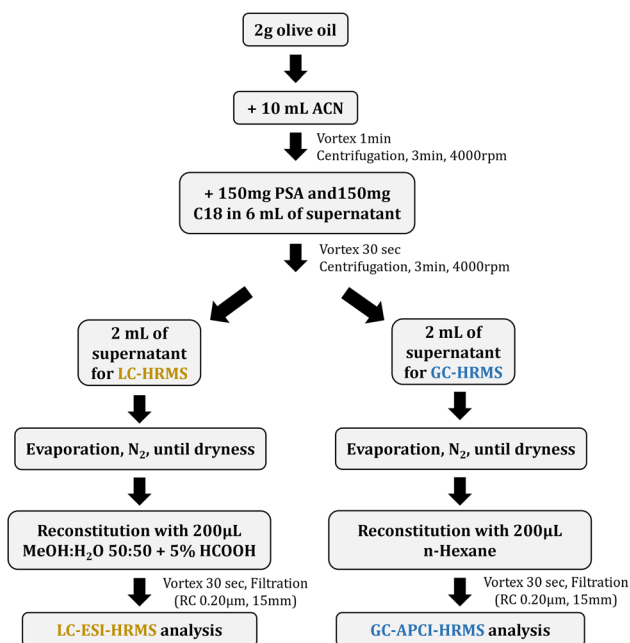 2g olive oil
+ 10 mL ACN
Vortex 1min
Centrifugation, 3min, 4000rpm
+ 150mg PSA and150mg
C18 in 6 mL of supernatant
Vortex 30 sec
Centrifugation, 3min, 4000rpm
2 mL of
supernatant
for LC-HRMS
2 mL of
supernatant
for GC-HRMS
Evaporation, N₂, until dryness
Evaporation, N₂, until dryness
Reconstitution with 200μL
MeOH:H₂O 50:50 + 5% HCOOH
Reconstitution with 200μL
n-Hexane
Vortex 30 sec, Filtration
(RC 0.20μm, 15mm)
Vortex 30 sec, Filtration
(RC 0.20μm, 15mm)
LC-ESI-HRMS analysis
GC-APCI-HRMS analysis